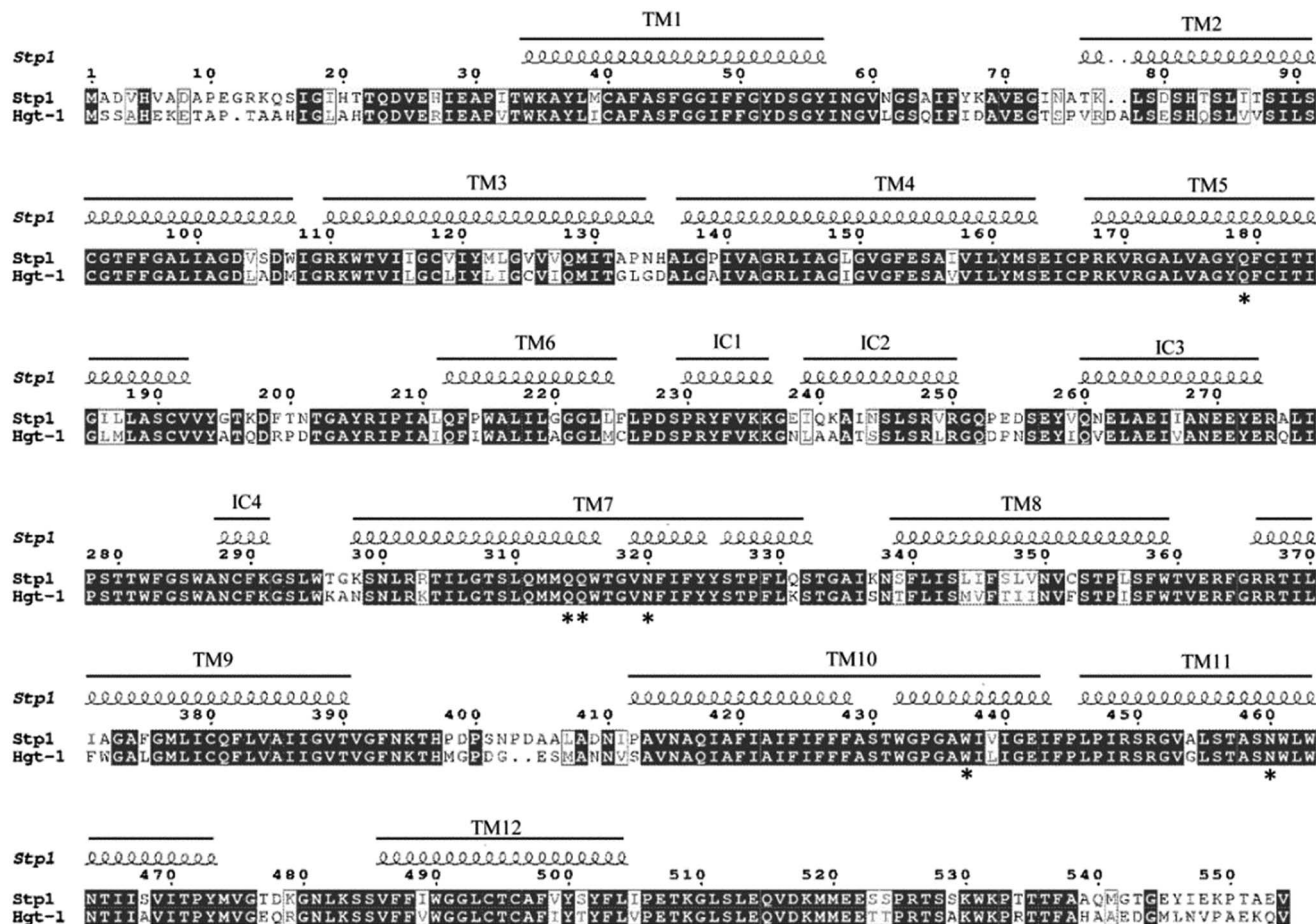 TM1 TM2
Stp1
1 10 20 30 40 50 60 70 80 90
Stp1 MADVHVADAPEGRKQSIGIHTTQDVEHIEAPITWKAYLMCAFASFGGIFFGYDSGYINGVNGSAIFYKAVEGINATK..LSDSHTSLITSILS
Hgt-1 MSSAHEKETAP.TAAHIGLAHTQDVERIEAPVTWKAYLICAFASFGGIFFGYDSGYINGVLGSQIFIDAVEGTSPVRDALSESHQSLVVSILS
TM3 TM4 TM5
Stp1
100 110 120 130 140 150 160 170 180
Stp1 CGTFFGALIAGDVSDWIGRKWTVIIGCVIYMLGVVVQMITAPNHALGPIVAGRLIAGLGVGFESAIVILYMSEICPRKVRGALVAGYQFCITI
Hgt-1 CGTFFGALIAGDLADMIGRKWTVILGCLIYLIGCVIQMITGLGDALGAIVAGRLIAGIGVGFESAVVILYMSEICPRKVRGALVAGYQFCITI
*
TM6 IC1 IC2 IC3
Stp1
190 200 210 220 230 240 250 260 270
Stp1 GILLASCVVYGTKDFTNTGAYRIPIALQFPWALILGGGLLFLPDSPRYFVKKGEIQKAINSLSRVRGQPEDSEYVQNELAEIIANEEYERALI
Hgt-1 GLMLASCVVYATQDRPDTGAYRIPIAIQFIWALILAGGLMCLPDSPRYFVKKGNLAAATSSLSRLRGQDPNSEYIQVELAEIVANEEYERQLI
IC4 TM7 TM8
Stp1
280 290 300 310 320 330 340 350 360 370
Stp1 PSTTWFGSWANCFKGSLWTGKSNLRRTILGTSLQMMQQWTGVNFIFYYSTPFLQSTGAIKNSFLISLIFSLVNVCSTPLSFWTVERFGRRTIL
Hgt-1 PSTTWFGSWANCFKGSLWKANSNLRKTILGTSLQMMQQWTGVNFIFYYSTPFLKSTGAISNTFLISMVFTIINVFSTPISFWTVERFGRRTIL
** *
TM9 TM10 TM11
Stp1
380 390 400 410 420 430 440 450 460
Stp1 IAGAFGMLICQFLVAIIGVTVGFNKTHPDPSNPDAALADNIPAVNAQIAFIAIFIFFFASTWGPGAWIVIGEIFPLPIRSRGVALSTASNWLW
Hgt-1 FWGALGMLICQFLVAIIGVTVGFNKTHMGPDG..ESMANNVSAVNAQIAFIAIFIFFFASTWGPGAWILIGEIFPLPIRSRGVGLSTASNWLW
* *
TM12
Stp1
470 480 490 500 510 520 530 540 550
Stp1 NTIISVITPYMVGTDKGNLKSSVFFIWGGLCTCAFVYSYFLIPETKGLSLEQVDKMMEESSPRTSSKWKPTTTFAAQMGTGEYIEKPTAEV
Hgt-1 NTIIAVITPYMVGEQRGNLKSSVFFVWGGLCTCAFIYTYFLVPETKGLSLEQVDKMMEETTPRTSAKWKPRTTFAHAAEDGMLNVPAEKQV